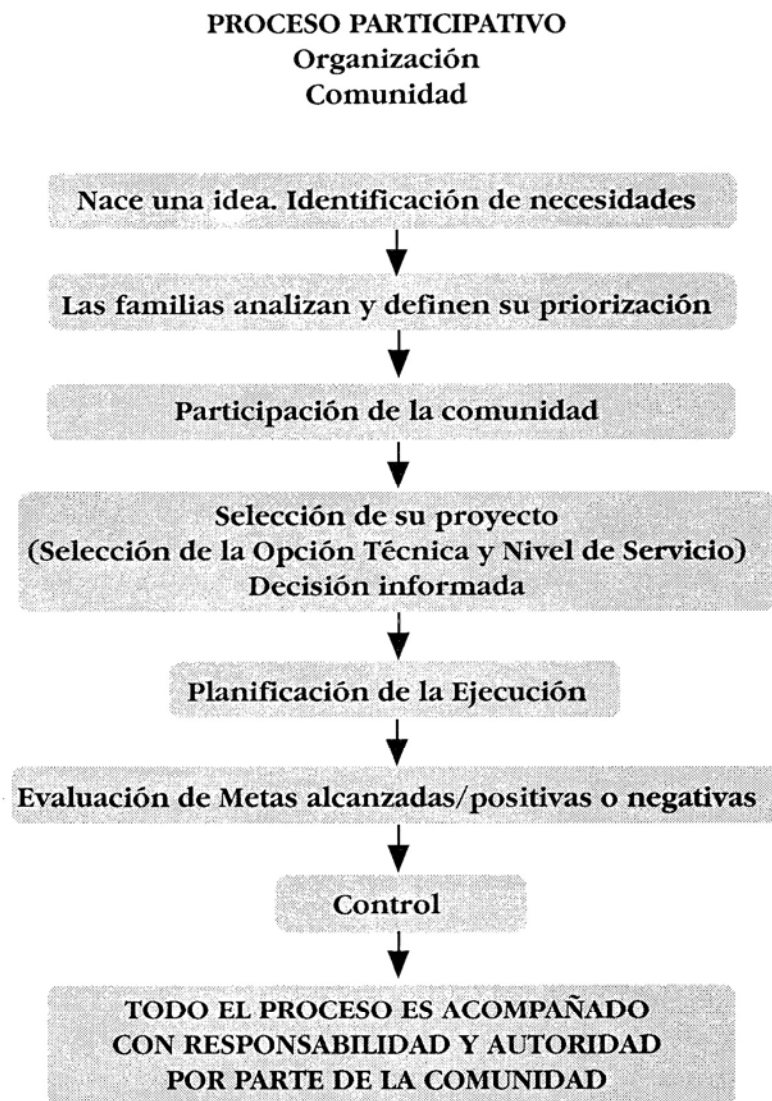 PROCESO PARTICIPATIVO
Organización
Comunidad
Nace una idea. Identificación de necesidades
Las familias analizan y definen su priorización
Participación de la comunidad
Selección de su proyecto
(Selección de la Opción Técnica y Nivel de Servicio)
Decisión informada
Planificación de la Ejecución
Evaluación de Metas alcanzadas/positivas o negativas
Control
TODO EL PROCESO ES ACOMPAÑADO
CON RESPONSABILIDAD Y AUTORIDAD
POR PARTE DE LA COMUNIDAD